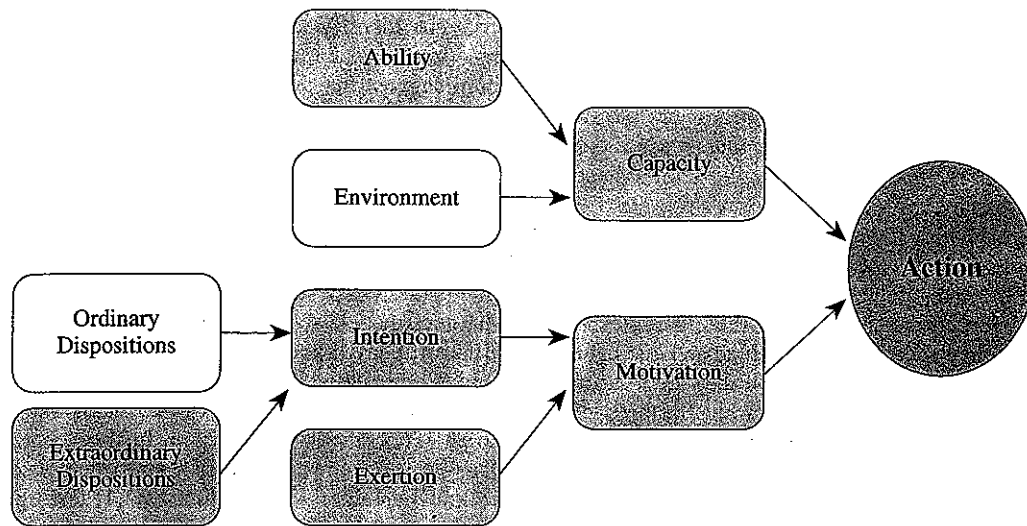 Ability
Capacity
Environment
Action
Ordinary
Dispositions
Intention
Motivation
Extraordinary
Dispositions
Exertion